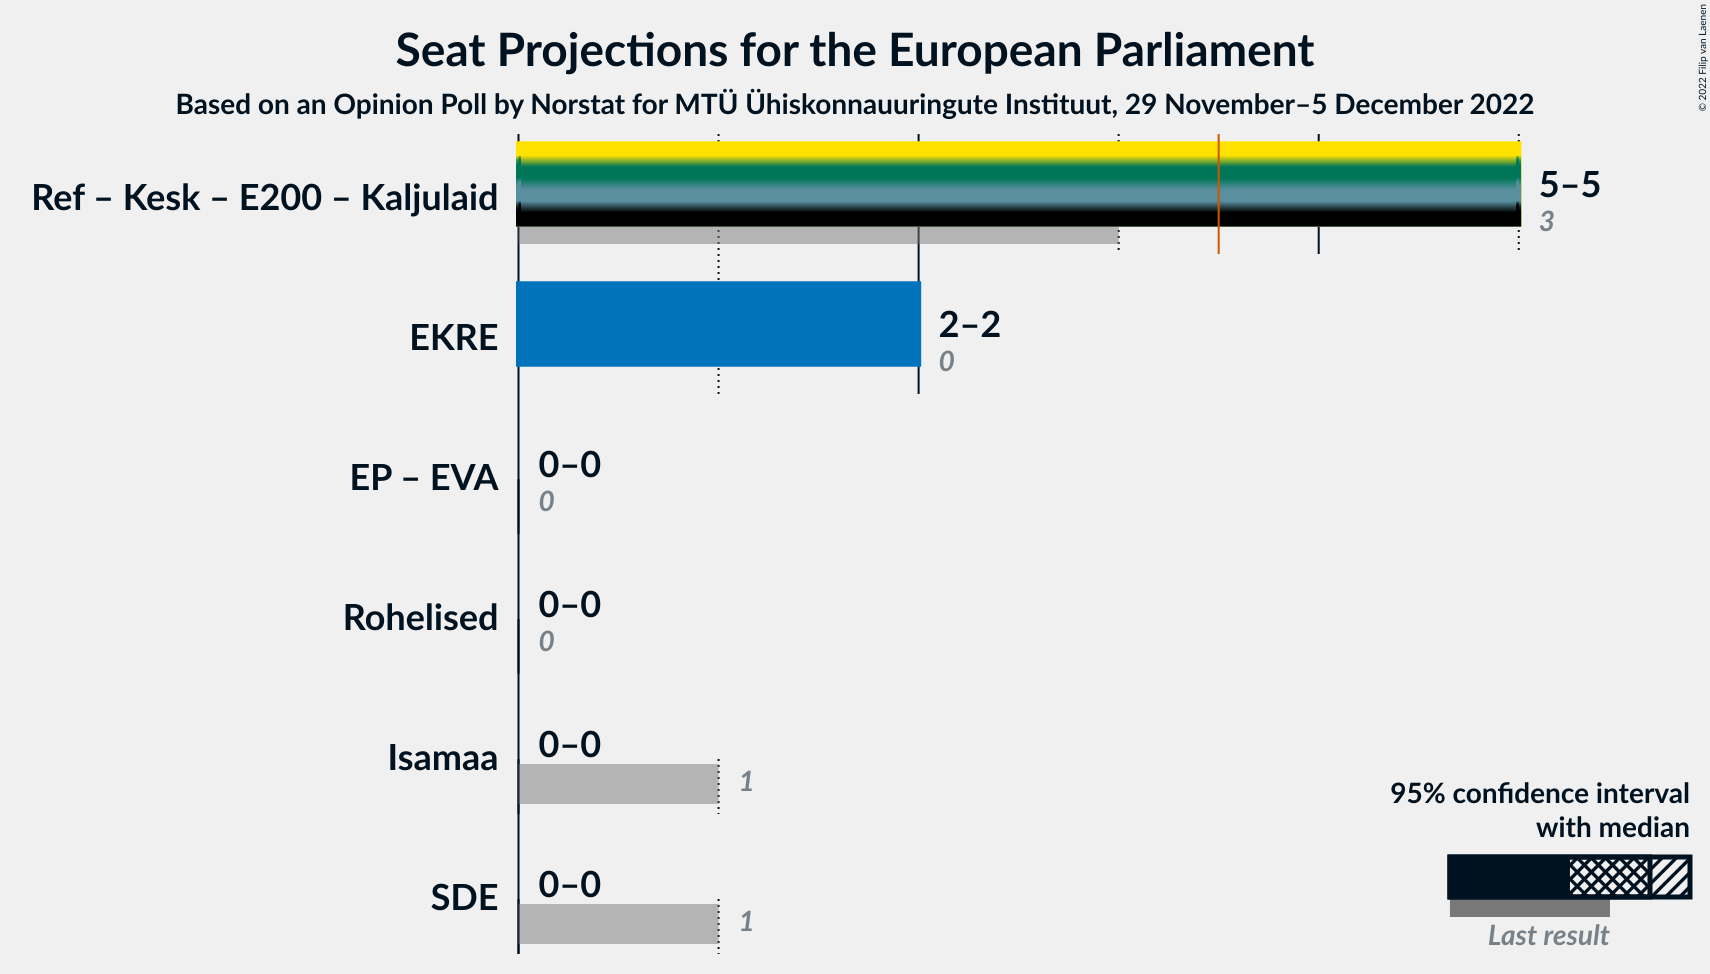 Seat Projections for the European Parliament
Based on an Opinion Poll by Norstat for MTÜ Ühiskonnauuringute Instituut, 29 November–5 December 2022
© 2022 Filip van Laenen
Ref – Kesk – E200 – Kaljulaid
5–5
3
EKRE
2–2
0
EP – EVA
0–0
0
Rohelised
0–0
0
Isamaa
0–0
1
SDE
0–0
1
95% confidence interval
with median
Last result